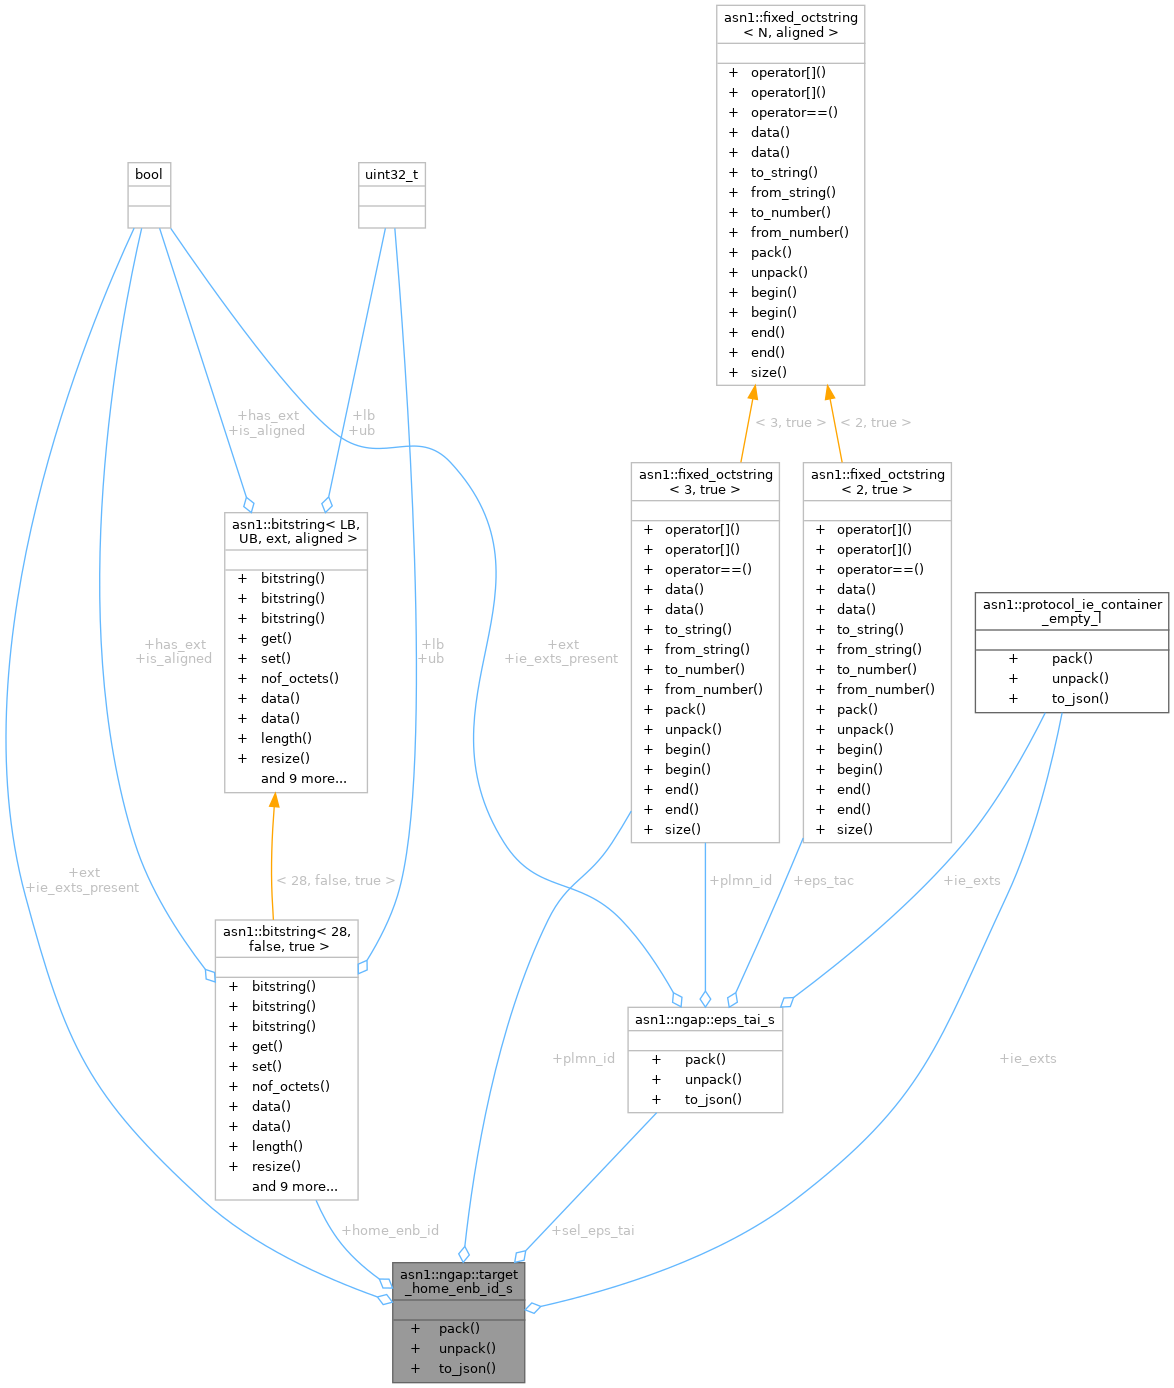 asn1::fixed_octstring
< N, aligned >
+ operator[]()
+ operator[]()
+ operator==()
+ data()
+ data()
+ to_string()
+ from_string()
+ to_number()
+ from_number()
+ pack()
+ unpack()
+ begin()
+ begin()
+ end()
+ end()
+ size()
bool
uint32_t
+has_ext
+is_aligned
+lb
+ub
< 3, true >
< 2, true >
asn1::bitstring< LB,
UB, ext, aligned >
+ bitstring()
+ bitstring()
+ bitstring()
+ get()
+ set()
+ nof_octets()
+ data()
+ data()
+ length()
+ resize()
and 9 more...
asn1::fixed_octstring
< 3, true >
+ operator[]()
+ operator[]()
+ operator==()
+ data()
+ data()
+ to_string()
+ from_string()
+ to_number()
+ from_number()
+ pack()
+ unpack()
+ begin()
+ begin()
+ end()
+ end()
+ size()
asn1::fixed_octstring
< 2, true >
+ operator[]()
+ operator[]()
+ operator==()
+ data()
+ data()
+ to_string()
+ from_string()
+ to_number()
+ from_number()
+ pack()
+ unpack()
+ begin()
+ begin()
+ end()
+ end()
+ size()
asn1::protocol_ie_container
_empty_l
+ pack()
+ unpack()
+ to_json()
+has_ext
+is_aligned
+lb
+ub
+ext
+ie_exts_present
+ext
+ie_exts_present
< 28, false, true >
+plmn_id
+eps_tac
+ie_exts
asn1::bitstring< 28,
false, true >
+ bitstring()
+ bitstring()
+ bitstring()
+ get()
+ set()
+ nof_octets()
+ data()
+ data()
+ length()
+ resize()
and 9 more...
asn1::ngap::eps_tai_s
+ pack()
+ unpack()
+ to_json()
+plmn_id
+ie_exts
+home_enb_id
+sel_eps_tai
asn1::ngap::target
_home_enb_id_s
+ pack()
+ unpack()
+ to_json()